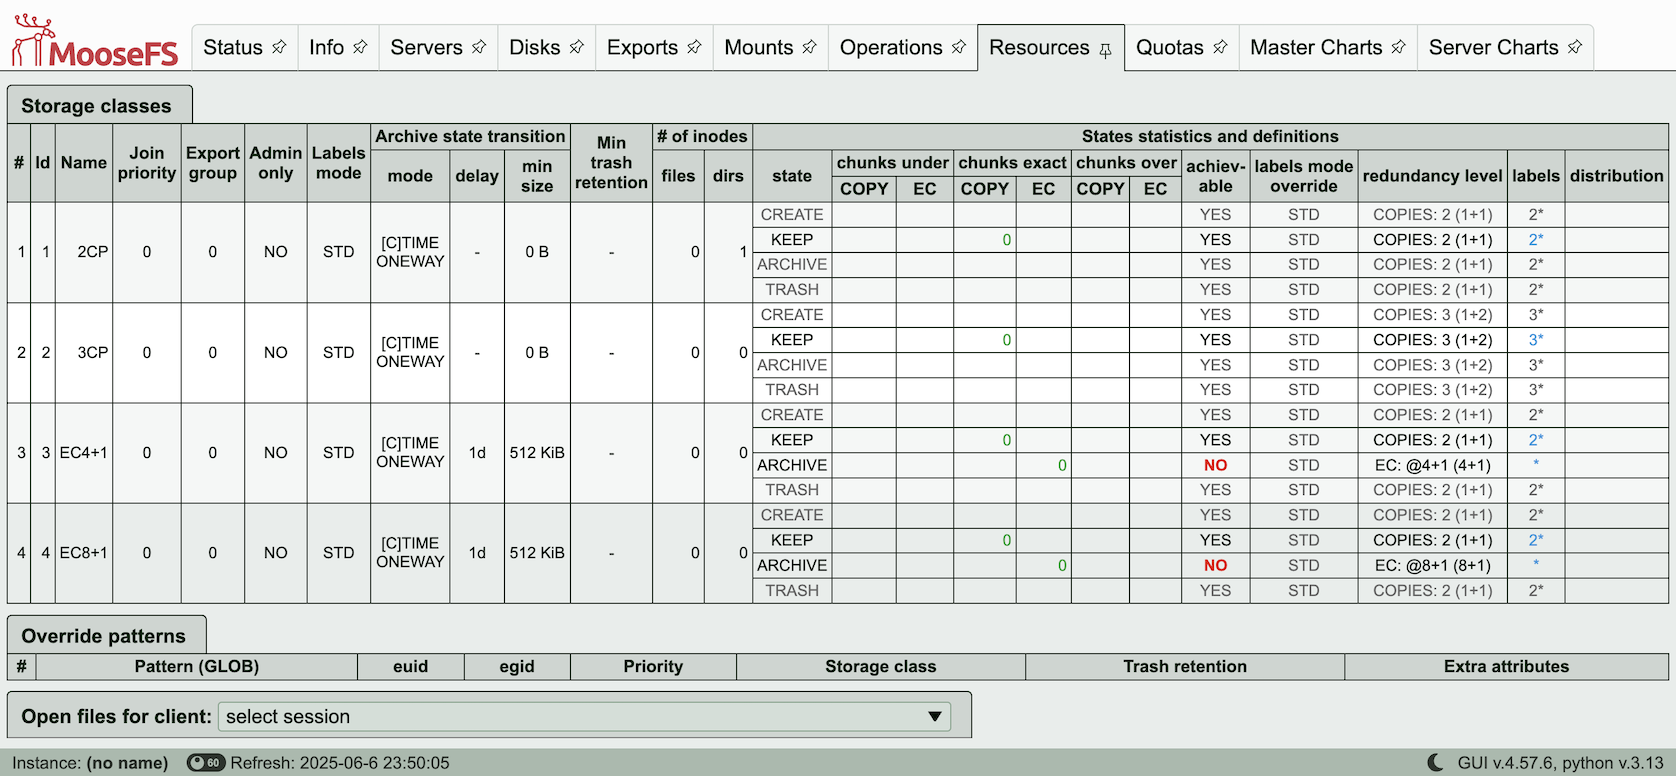 MooseFS
Status Info Servers Disks Exports Mounts Operations Resources Quotas Master Charts Server Charts
Storage classes
# Id Name Join priority Export group Admin only Labels mode Archive state transition Min trash retention # of inodes States statistics and definitions
mode delay min size files dirs state chunks under chunks exact chunks over achiev-able labels mode override redundancy level labels distribution
COPY EC COPY EC COPY EC
1 1 2CP 0 0 NO STD [C]TIME ONEWAY - 0 B - 0 1
CREATE YES STD COPIES: 2 (1+1) 2*
KEEP 0 YES STD COPIES: 2 (1+1) 2*
ARCHIVE YES STD COPIES: 2 (1+1) 2*
TRASH YES STD COPIES: 2 (1+1) 2*
2 2 3CP 0 0 NO STD [C]TIME ONEWAY - 0 B - 0 0
CREATE YES STD COPIES: 3 (1+2) 3*
KEEP 0 YES STD COPIES: 3 (1+2) 3*
ARCHIVE YES STD COPIES: 3 (1+2) 3*
TRASH YES STD COPIES: 3 (1+2) 3*
3 3 EC4+1 0 0 NO STD [C]TIME ONEWAY 1d 512 KiB - 0 0
CREATE YES STD COPIES: 2 (1+1) 2*
KEEP 0 YES STD COPIES: 2 (1+1) 2*
ARCHIVE 0 NO STD EC: @4+1 (4+1) *
TRASH YES STD COPIES: 2 (1+1) 2*
4 4 EC8+1 0 0 NO STD [C]TIME ONEWAY 1d 512 KiB - 0 0
CREATE YES STD COPIES: 2 (1+1) 2*
KEEP 0 YES STD COPIES: 2 (1+1) 2*
ARCHIVE 0 NO STD EC: @8+1 (8+1) *
TRASH YES STD COPIES: 2 (1+1) 2*
Override patterns
# Pattern (GLOB) euid egid Priority Storage class Trash retention Extra attributes
Open files for client: select session
Instance: (no name) 60 Refresh: 2025-06-6 23:50:05 GUI v.4.57.6, python v.3.13